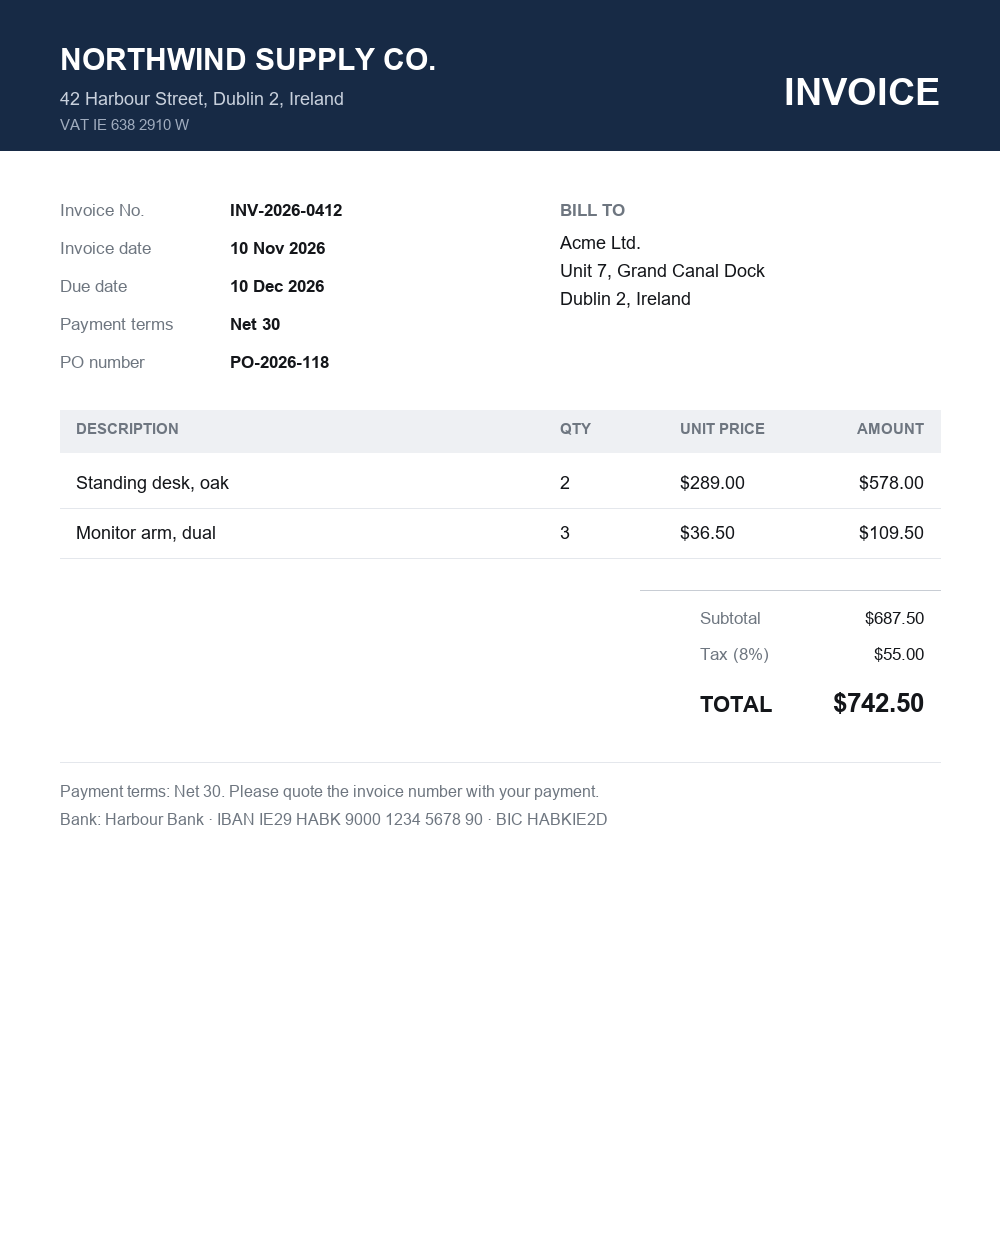 NORTHWIND SUPPLY CO.
42 Harbour Street, Dublin 2, Ireland
VAT IE 638 2910 W
INVOICE
Invoice No. INV-2026-0412
Invoice date 10 Nov 2026
Due date 10 Dec 2026
Payment terms Net 30
PO number PO-2026-118
BILL TO
Acme Ltd.
Unit 7, Grand Canal Dock
Dublin 2, Ireland
DESCRIPTION QTY UNIT PRICE AMOUNT
Standing desk, oak 2 $289.00 $578.00
Monitor arm, dual 3 $36.50 $109.50
Subtotal $687.50
Tax (8%) $55.00
TOTAL $742.50
Payment terms: Net 30. Please quote the invoice number with your payment.
Bank: Harbour Bank · IBAN IE29 HABK 9000 1234 5678 90 · BIC HABKIE2D